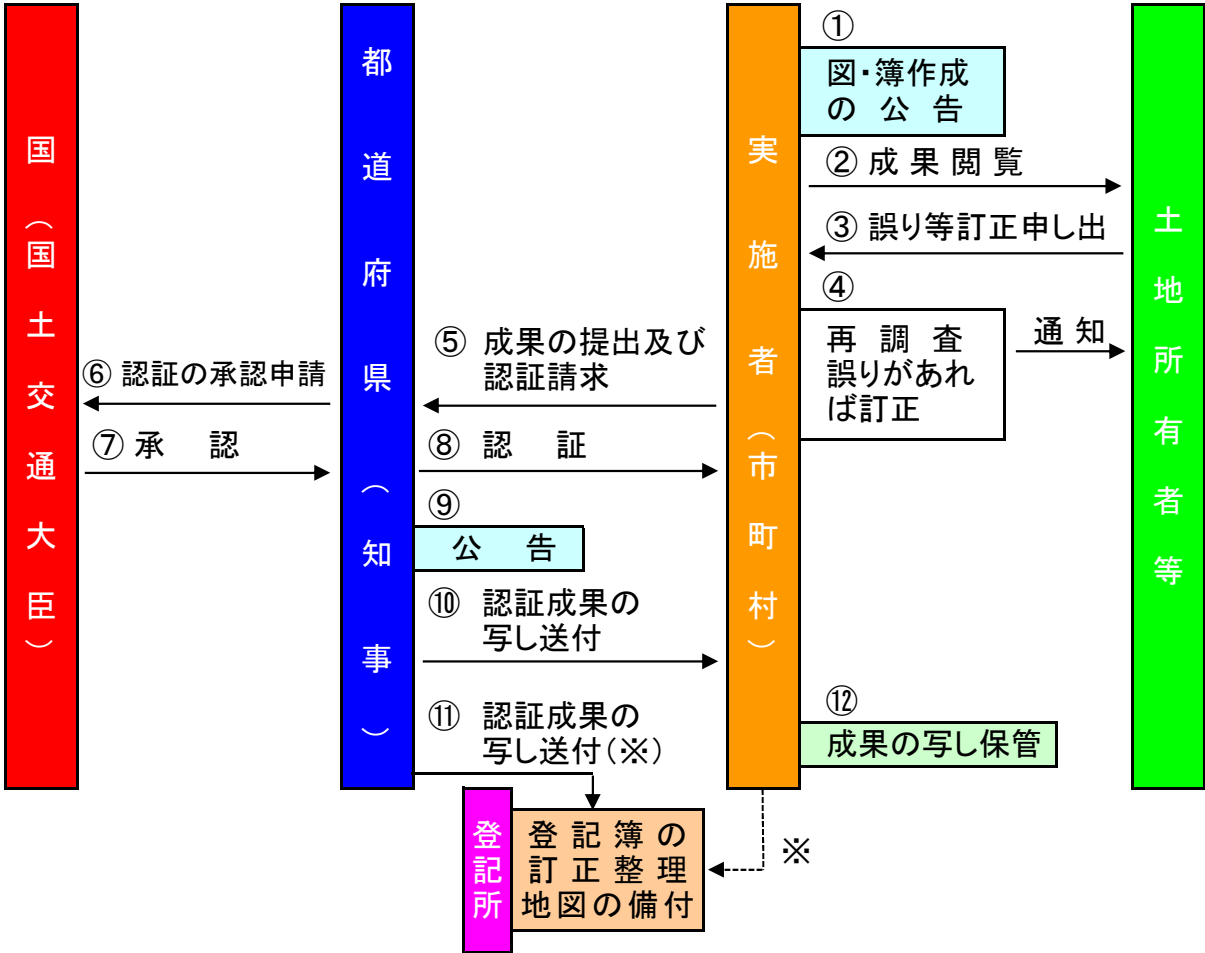 国（国土交通大臣）
都道府県（知事）
実施者（市町村）
土地所有者等
①
図・簿作成
の公告
② 成果閲覧
③ 誤り等訂正申し出
④
再調査
誤りがあれ
ば訂正
通知
⑤ 成果の提出及び
認証請求
⑥ 認証の承認申請
⑦ 承認
⑧ 認証
⑨
公告
⑩ 認証成果の
写し送付
⑪ 認証成果の
写し送付（※）
⑫
成果の写し保管
登記所
登記簿の
訂正整理
地図の備付
※